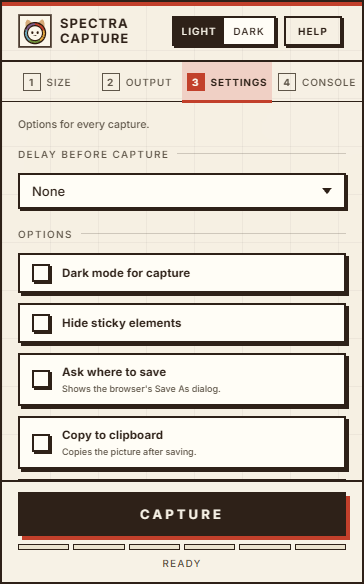 SPECTRA
CAPTURE
LIGHT DARK HELP
1 SIZE 2 OUTPUT 3 SETTINGS 4 CONSOLE
Options for every capture.
DELAY BEFORE CAPTURE
None
OPTIONS
Dark mode for capture
Hide sticky elements
Ask where to save
Shows the browser's Save As dialog.
Copy to clipboard
Copies the picture after saving.
CAPTURE
READY